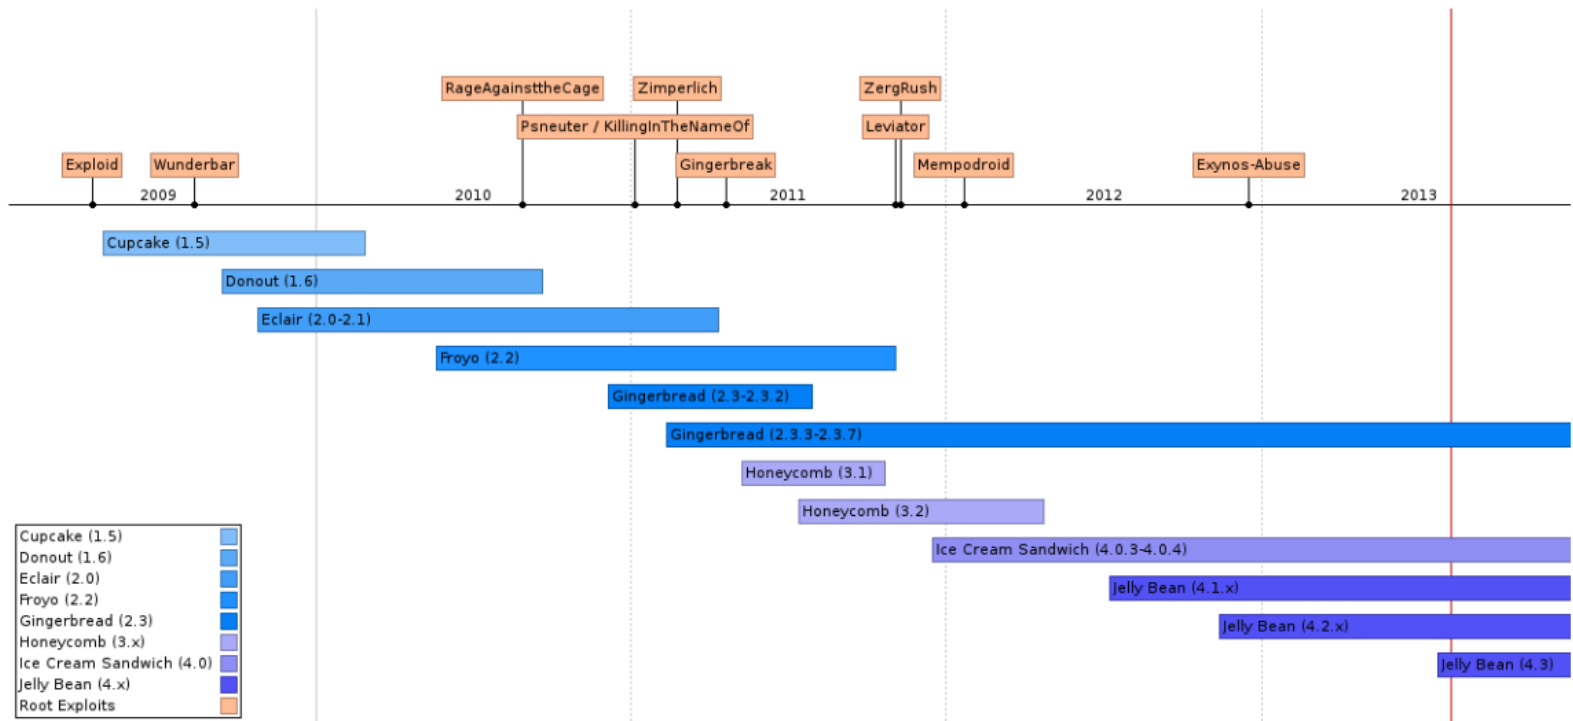 RageAgainsttheCage
Zimperlich
ZergRush
Psneuter / KillingInTheNameOf
Leviator
Exploid
Wunderbar
Gingerbreak
Mempodroid
Exynos-Abuse
2009
2010
2011
2012
2013
Cupcake (1.5)
Donout (1.6)
Eclair (2.0-2.1)
Froyo (2.2)
Gingerbread (2.3-2.3.2)
Gingerbread (2.3.3-2.3.7)
Honeycomb (3.1)
Honeycomb (3.2)
Ice Cream Sandwich (4.0.3-4.0.4)
Jelly Bean (4.1.x)
Jelly Bean (4.2.x)
Jelly Bean (4.3)
Cupcake (1.5)
Donout (1.6)
Eclair (2.0)
Froyo (2.2)
Gingerbread (2.3)
Honeycomb (3.x)
Ice Cream Sandwich (4.0)
Jelly Bean (4.x)
Root Exploits